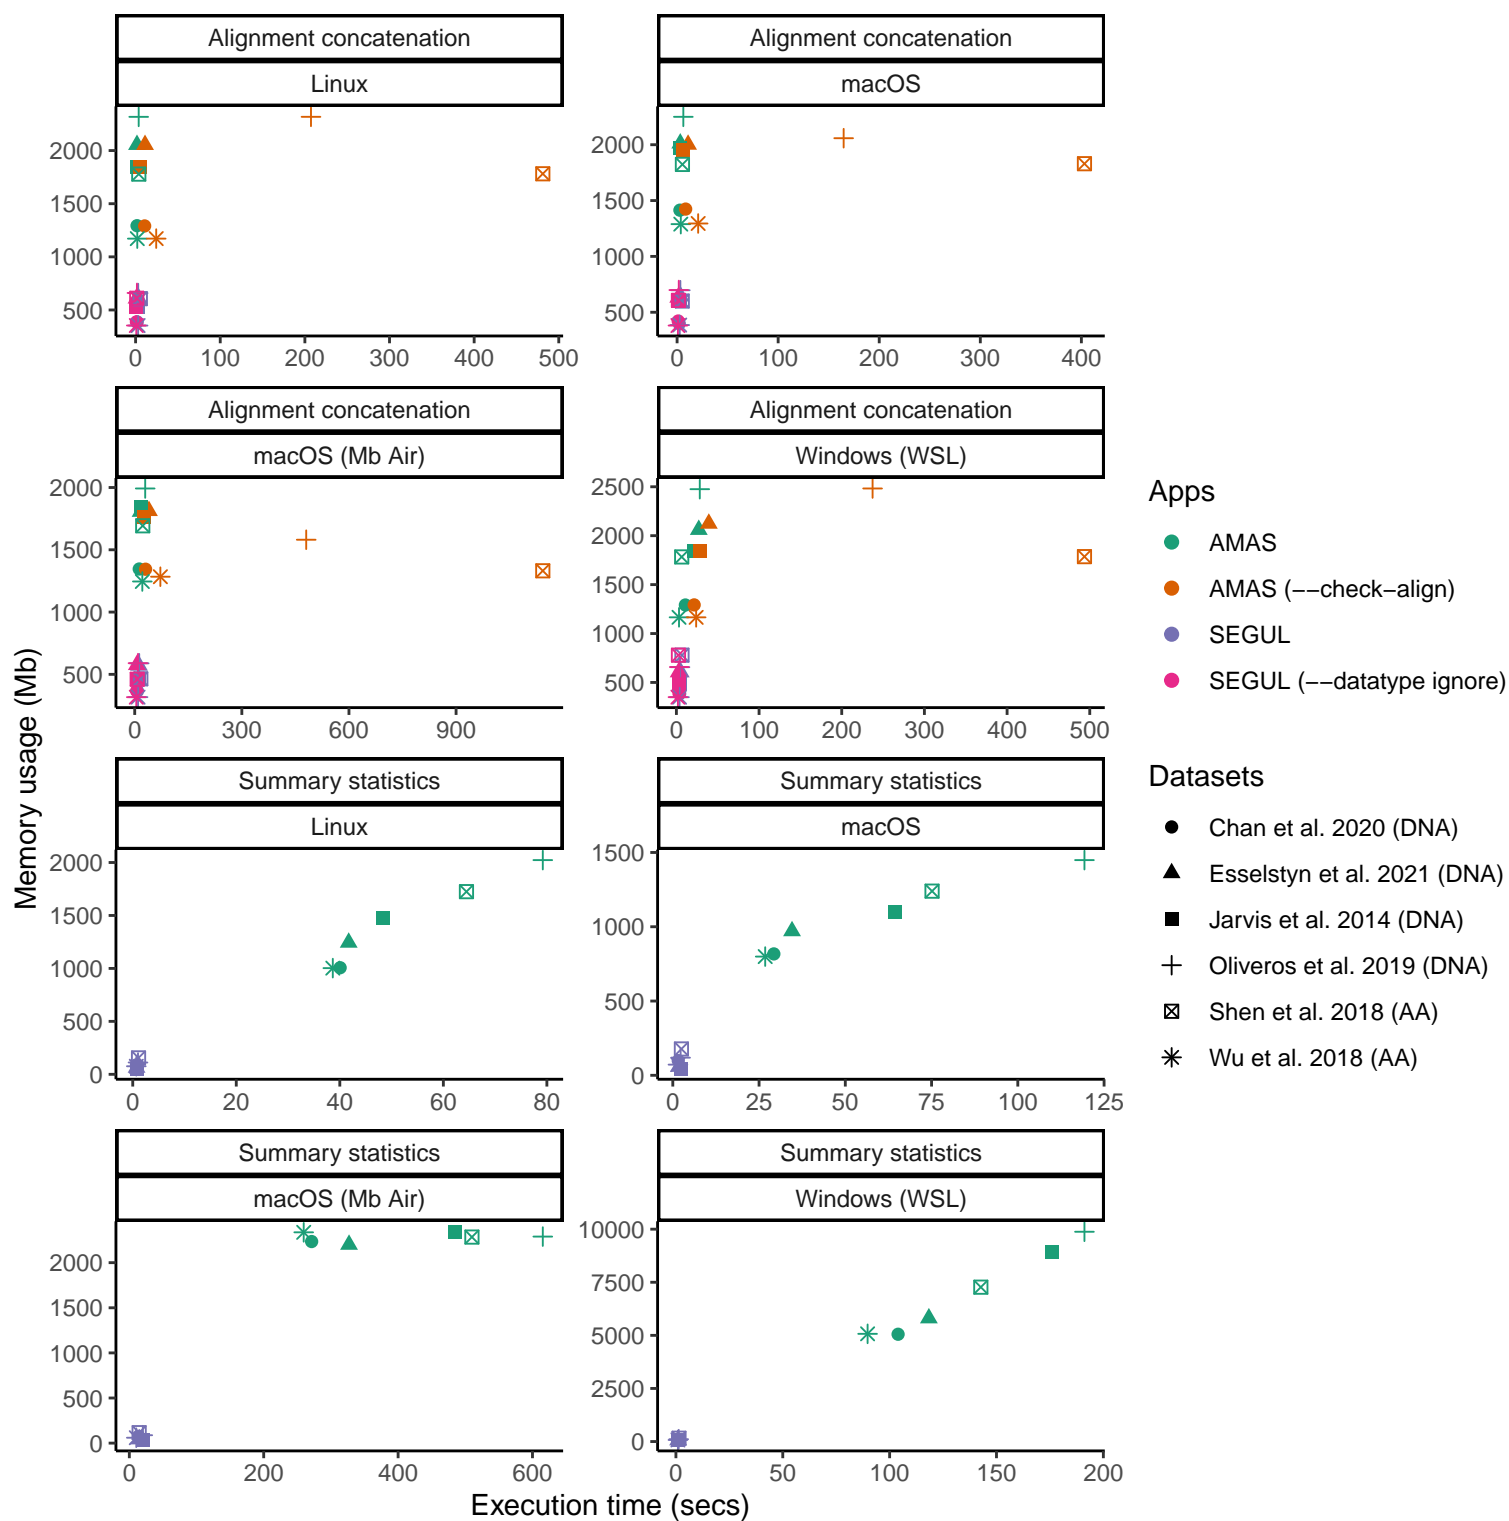 Alignment concatenation
Linux
2000
1500
1000
500
0
100
200
300
400
500
Alignment concatenation
macOS
2000
1500
1000
500
0
100
200
300
400
Alignment concatenation
macOS (Mb Air)
2000
1500
1000
500
0
300
600
900
Alignment concatenation
Windows (WSL)
2500
2000
1500
1000
500
0
100
200
300
400
500
Summary statistics
Linux
2000
1500
1000
500
0
0
20
40
60
80
Summary statistics
macOS
1500
1000
500
0
0
25
50
75
100
125
Summary statistics
macOS (Mb Air)
2000
1500
1000
500
0
0
200
400
600
Summary statistics
Windows (WSL)
10000
7500
5000
2500
0
0
50
100
150
200
Memory usage (Mb)
Execution time (secs)
Apps
AMAS
AMAS (−−check−align)
SEGUL
SEGUL (−−datatype ignore)
Datasets
Chan et al. 2020 (DNA)
Esselstyn et al. 2021 (DNA)
Jarvis et al. 2014 (DNA)
Oliveros et al. 2019 (DNA)
Shen et al. 2018 (AA)
Wu et al. 2018 (AA)